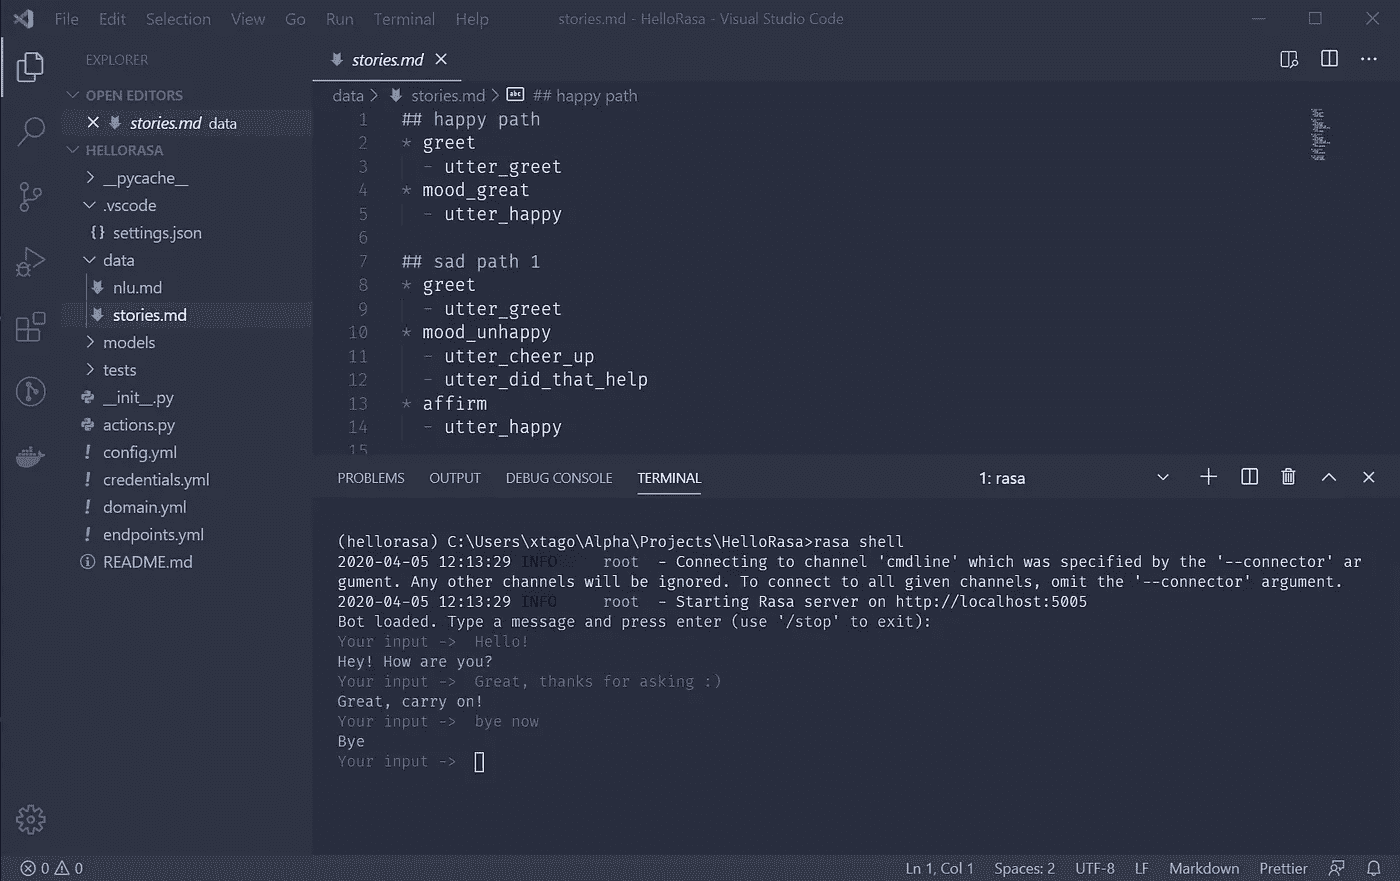 File Edit Selection View Go Run Terminal Help stories.md - HelloRasa - Visual Studio Code
EXPLORER
OPEN EDITORS
stories.md data
HELLORASA
__pycache__
.vscode
{} settings.json
data
nlu.md
stories.md
models
tests
__init__.py
actions.py
! config.yml
! credentials.yml
! domain.yml
! endpoints.yml
README.md
stories.md
data > stories.md > abc ## happy path
1 ## happy path
2 * greet
3 - utter_greet
4 * mood_great
5 - utter_happy
6
7 ## sad path 1
8 * greet
9 - utter_greet
10 * mood_unhappy
11 - utter_cheer_up
12 - utter_did_that_help
13 * affirm
14 - utter_happy
15
PROBLEMS OUTPUT DEBUG CONSOLE TERMINAL 1: rasa
(hellorasa) C:\Users\xtago\Alpha\Projects\HelloRasa>rasa shell
2020-04-05 12:13:29 INFO root - Connecting to channel 'cmdline' which was specified by the '--connector' ar
gument. Any other channels will be ignored. To connect to all given channels, omit the '--connector' argument.
2020-04-05 12:13:29 INFO root - Starting Rasa server on http://localhost:5005
Bot loaded. Type a message and press enter (use '/stop' to exit):
Your input -> Hello!
Hey! How are you?
Your input -> Great, thanks for asking :)
Great, carry on!
Your input -> bye now
Bye
Your input ->
0 0 Ln 1, Col 1 Spaces: 2 UTF-8 LF Markdown Prettier